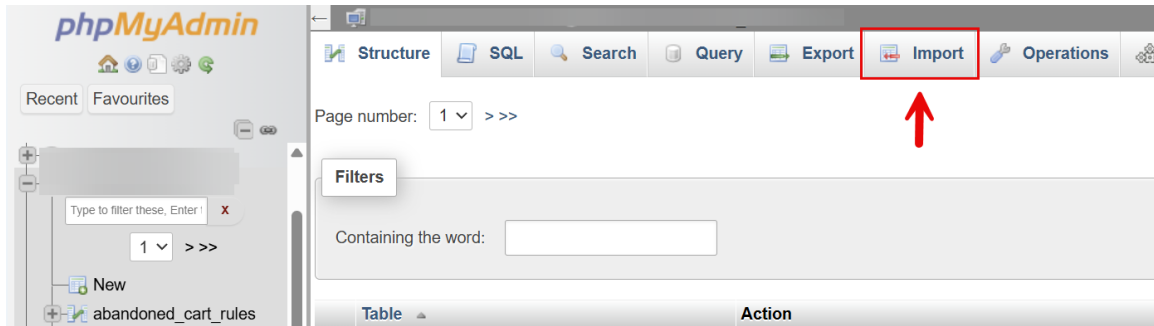 phpMyAdmin
Recent Favourites
Type to filter these, Enter
X
1 > >>
New
abandoned_cart_rules
Structure SQL Search Query Export Import Operations
Page number: 1 > >>
Filters
Containing the word:
Table Action